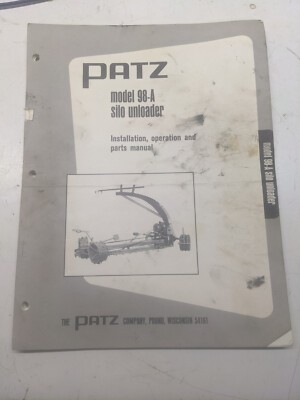 PATZ
model 98-A
silo unloader
Installation, operation and
parts manual
model 98-A silo unloader
THE PATZ COMPANY, POUND, WISCONSIN 54161